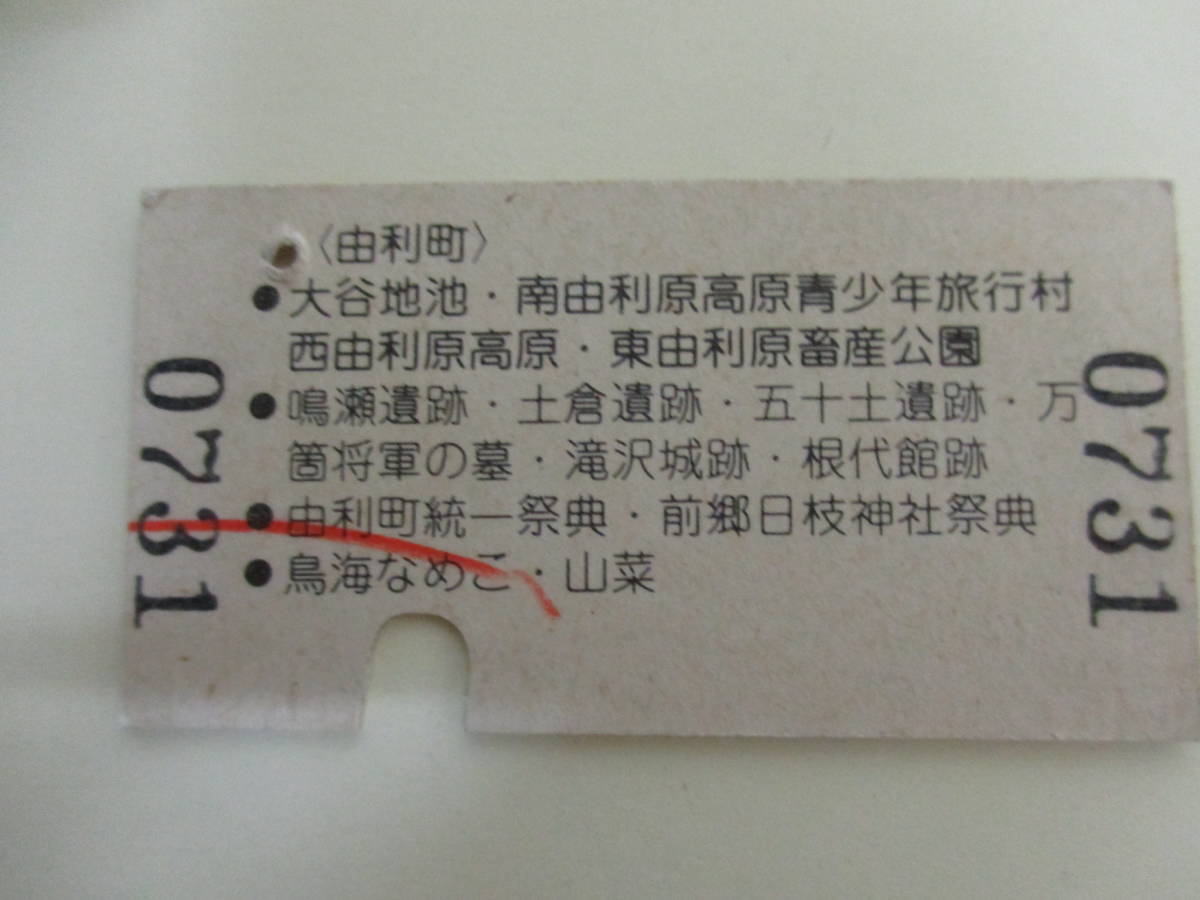 〈由利町〉
●大谷地池・南由利原高原青少年旅行村
西由利原高原・東由利原畜産公園
●鳴瀬遺跡・土倉遺跡・五十土遺跡・万
箇将軍の墓・滝沢城跡・根代館跡
●由利町統一祭典・前郷日枝神社祭典
●鳥海なめこ・山菜
0731
0731